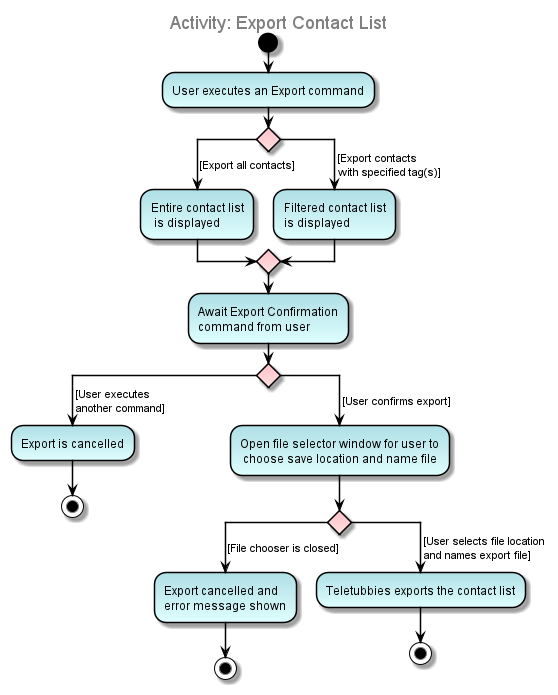 Activity: Export Contact List
User executes an Export command
[Export all contacts]
[Export contacts
with specified tag(s)]
Entire contact list
is displayed
Filtered contact list
is displayed
Await Export Confirmation
command from user
[User executes
another command]
[User confirms export]
Export is cancelled
Open file selector window for user to
choose save location and name file
[File chooser is closed]
[User selects file location
and names export file]
Export cancelled and
error message shown
Teletubbies exports the contact list